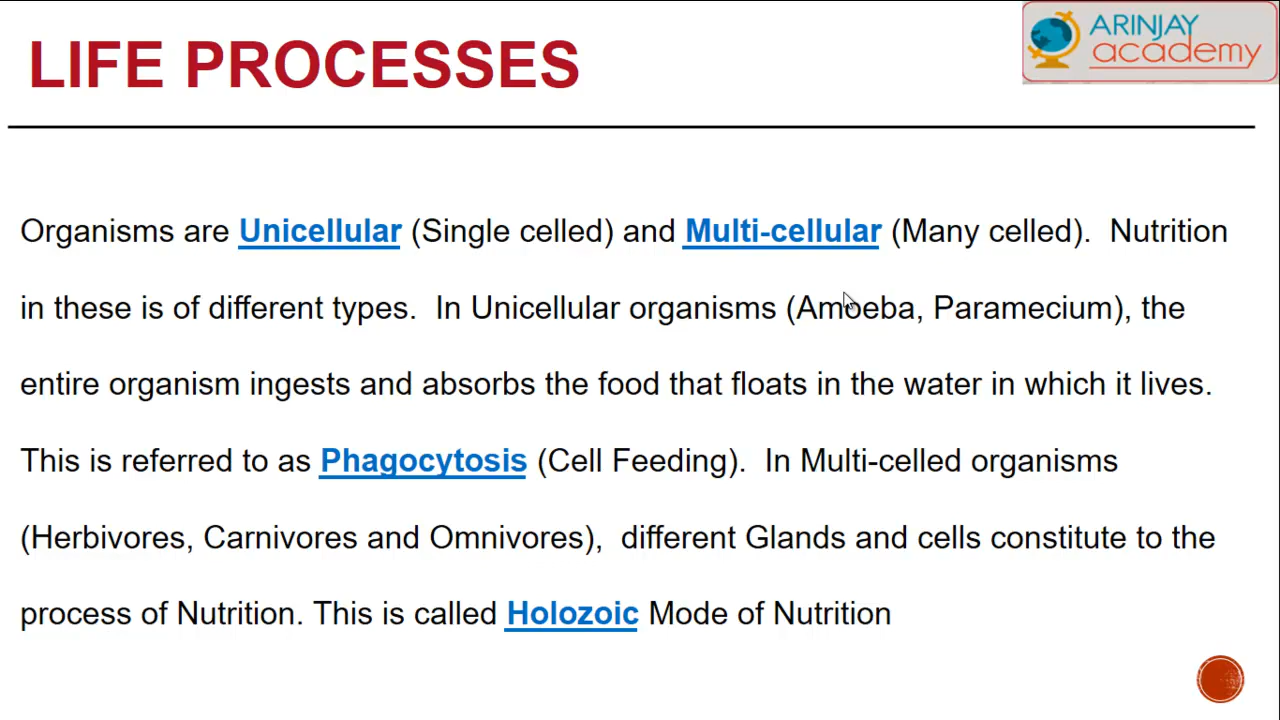 LIFE PROCESSES
ARINJAY
academy
Organisms are Unicellular (Single celled) and Multi-cellular (Many celled). Nutrition
in these is of different types. In Unicellular organisms (Amoeba, Paramecium), the
entire organism ingests and absorbs the food that floats in the water in which it lives.
This is referred to as Phagocytosis (Cell Feeding). In Multi-celled organisms
(Herbivores, Carnivores and Omnivores), different Glands and cells constitute to the
process of Nutrition. This is called Holozoic Mode of Nutrition